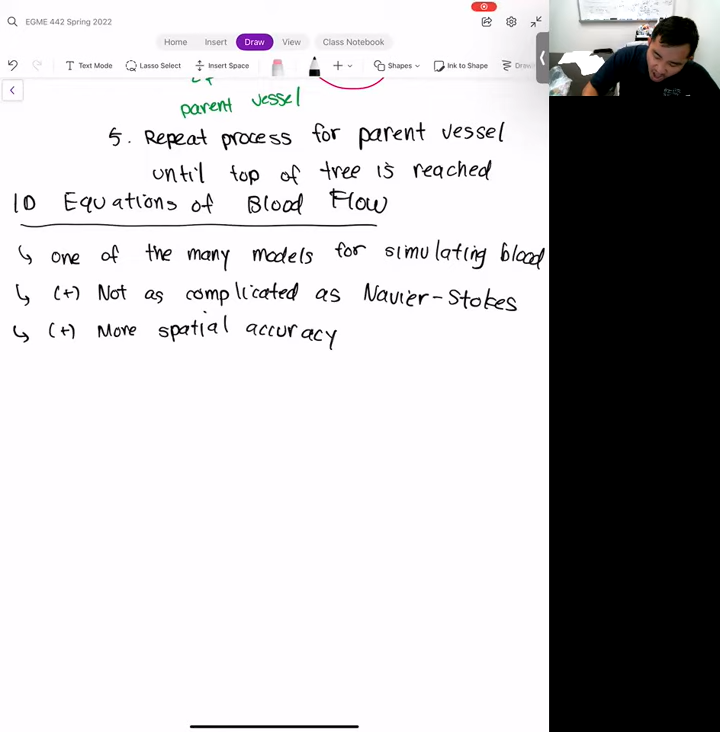 EGME 442 Spring 2022
Home Insert Draw View Class Notebook
Text Mode Lasso Select Insert Space Shapes Ink to Shape Draw
parent vessel
5. Repeat process for parent vessel
until top of tree is reached
1D Equations of Blood Flow
↳ one of the many models for simulating blood
↳ (+) Not as complicated as Navier-Stokes
↳ (+) More spatial accuracy